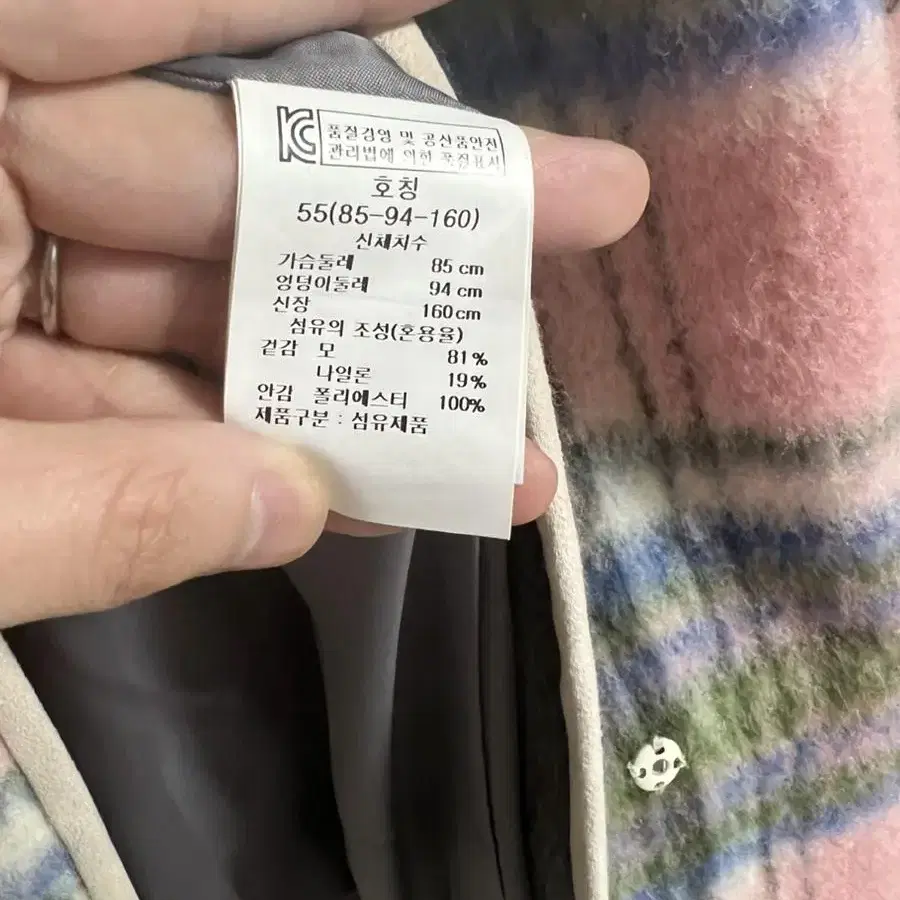 KC 품질경영 및 공산품안전
관리법에 의한 품질표시
호칭
55(85-94-160)
신체치수
가슴둘레 85 cm
엉덩이둘레 94 cm
신장 160 cm
섬유의 조성(혼용율)
겉감 모 81%
나일론 19%
안감 폴리에스터 100%
제품구분 : 섬유제품